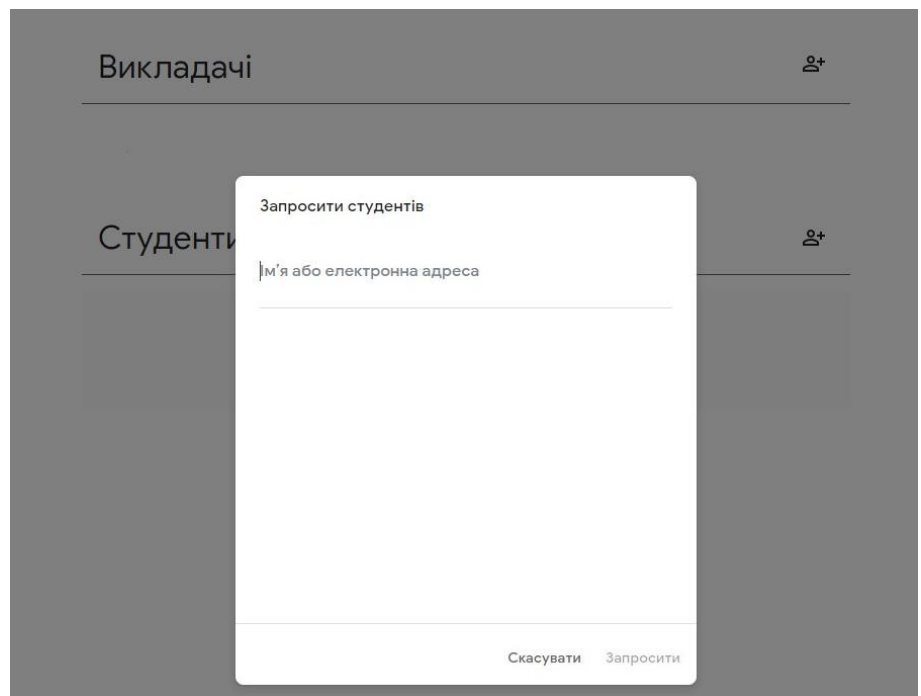 Викладачі
Запросити студентів
Студенти
Ім'я або електронна адреса
Скасувати Запросити